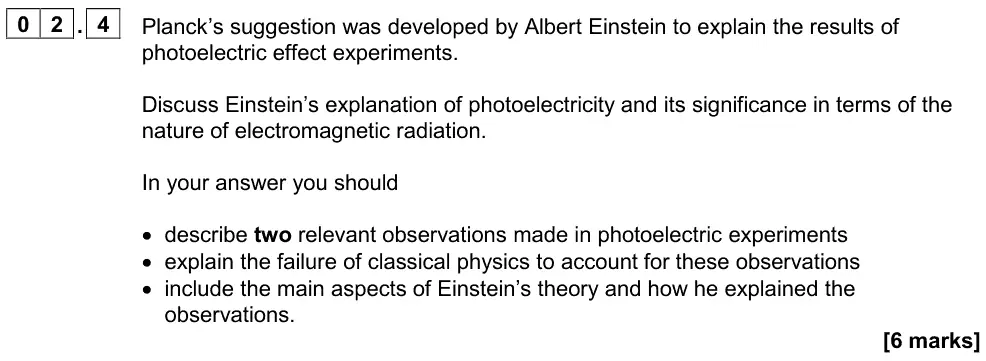 0 2 . 4 Planck’s suggestion was developed by Albert Einstein to explain the results of
photoelectric effect experiments.
Discuss Einstein’s explanation of photoelectricity and its significance in terms of the
nature of electromagnetic radiation.
In your answer you should
• describe two relevant observations made in photoelectric experiments
• explain the failure of classical physics to account for these observations
• include the main aspects of Einstein’s theory and how he explained the
observations.
[6 marks]